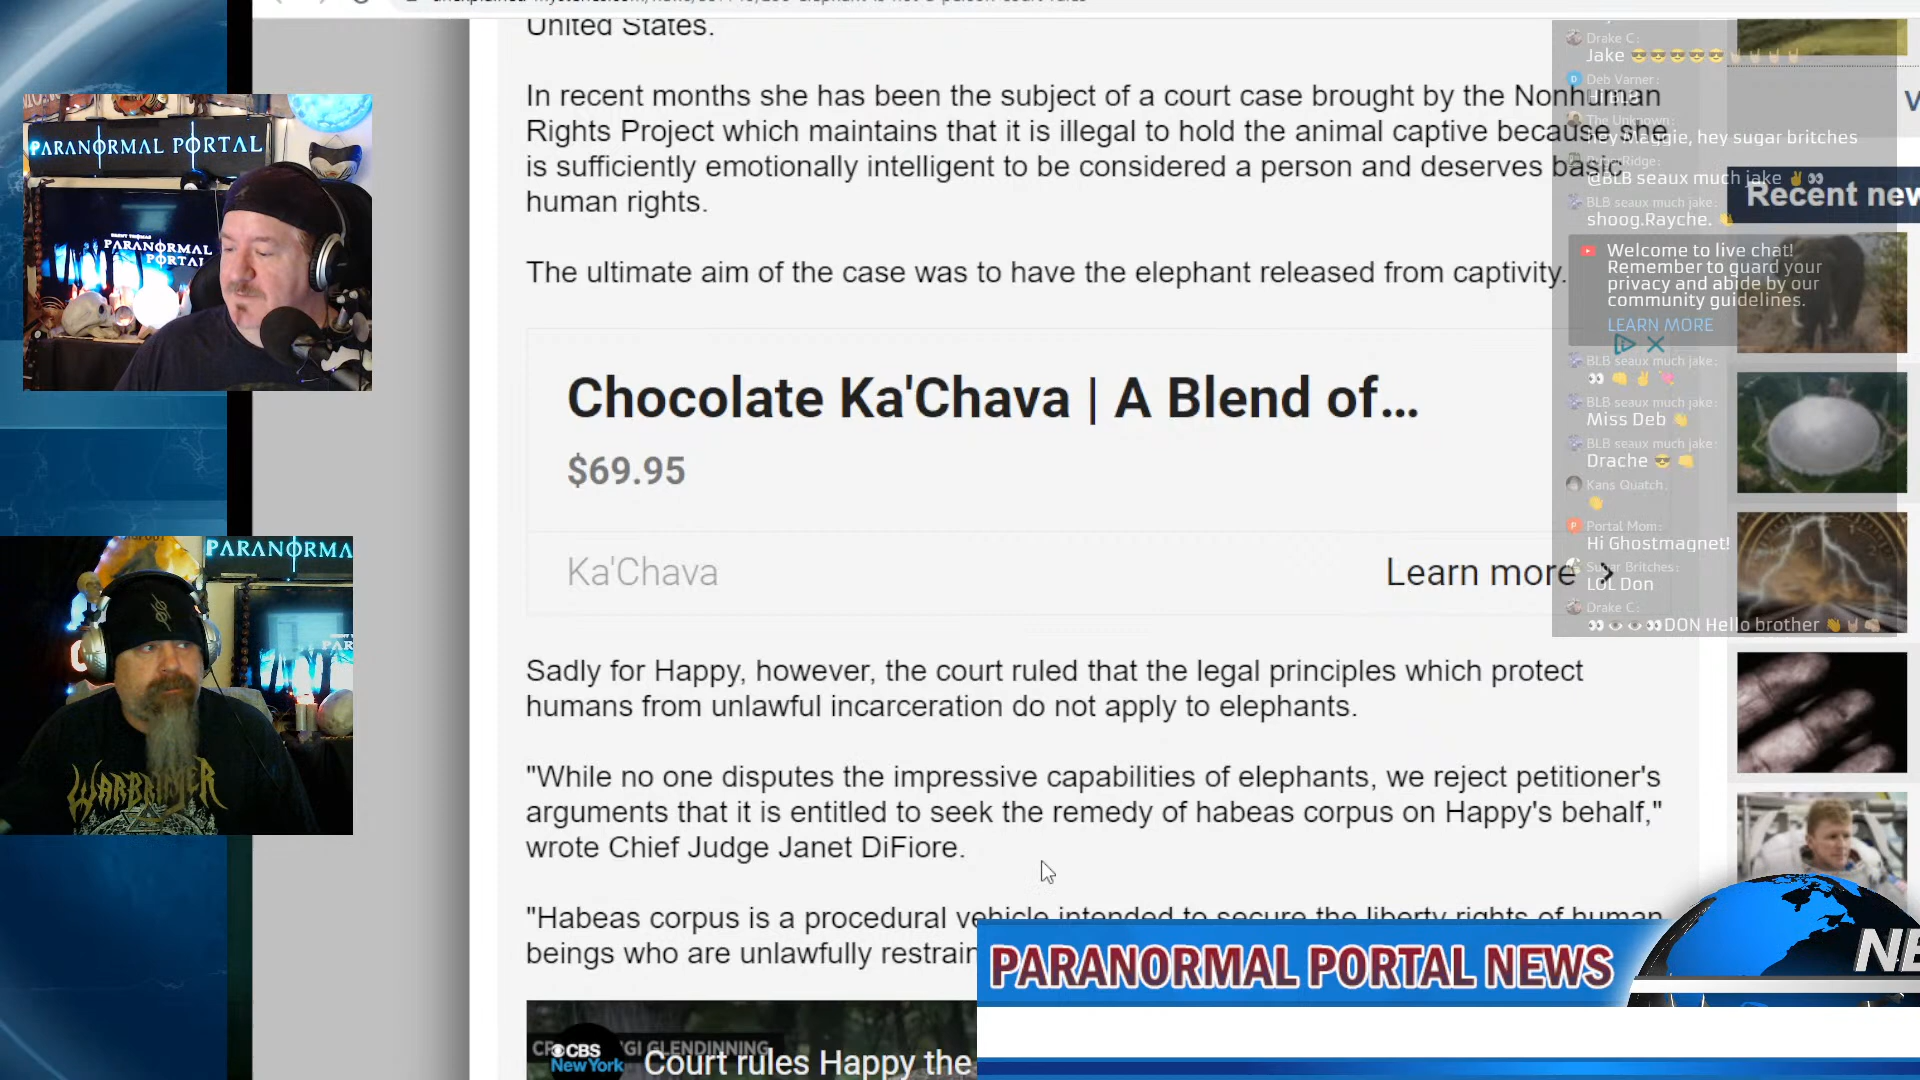 United States.
In recent months she has been the subject of a court case brought by the Nonhuman
Rights Project which maintains that it is illegal to hold the animal captive because she
is sufficiently emotionally intelligent to be considered a person and deserves basic
human rights.
The ultimate aim of the case was to have the elephant released from captivity.
Chocolate Ka'Chava | A Blend of...
$69.95
Ka'Chava
Learn more
Sadly for Happy, however, the court ruled that the legal principles which protect
humans from unlawful incarceration do not apply to elephants.
"While no one disputes the impressive capabilities of elephants, we reject petitioner's
arguments that it is entitled to seek the remedy of habeas corpus on Happy's behalf,"
wrote Chief Judge Janet DiFiore.
"Habeas corpus is a procedural vehicle intended to secure the liberty rights of human
beings who are unlawfully
CBS
New York
GLENDINNING
Court rules Happy the
PARANORMAL PORTAL
PARANORMAL
PORTAL
PARANORMA
WARBRINGER
Drake C:
Jake 😎😎😎😎😎🤘🤘🤘🤘
Deb Varner:
The Unknown:
hey Maggie, hey sugar britches
@BLB seaux much jake ✌👀
BLB seaux much jake:
shoog.Rayche. 👋
Welcome to live chat!
Remember to guard your
privacy and abide by our
community guidelines.
LEARN MORE
BLB seaux much jake:
👀 👊 ✌ 💘
BLB seaux much jake:
Miss Deb 👋
BLB seaux much jake:
Drache 😎 👊
Kans Quatch:
👋
Portal Mom:
Hi Ghostmagnet!
Sugar Britches:
LOL Don
Drake C:
👀👁👁👀DON Hello brother 👋🤘👊
Recent new
PARANORMAL PORTAL NEWS
NE